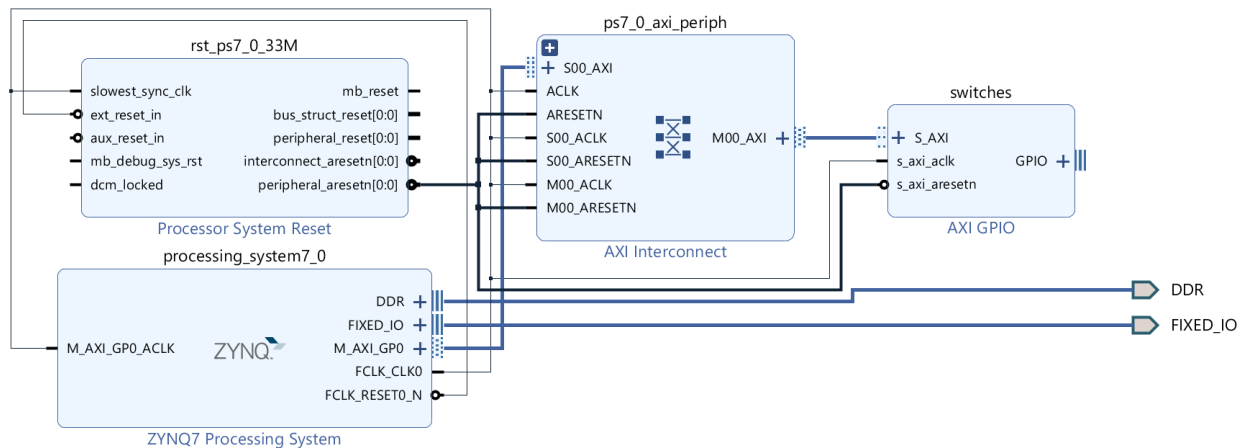 rst_ps7_0_33M
slowest_sync_clk
ext_reset_in
aux_reset_in
mb_debug_sys_rst
dcm_locked
mb_reset
bus_struct_reset[0:0]
peripheral_reset[0:0]
interconnect_aresetn[0:0]
peripheral_aresetn[0:0]
Processor System Reset
ps7_0_axi_periph
S00_AXI
ACLK
ARESETN
S00_ACLK
S00_ARESETN
M00_ACLK
M00_ARESETN
M00_AXI
AXI Interconnect
switches
S_AXI
s_axi_aclk
s_axi_aresetn
GPIO
AXI GPIO
processing_system7_0
M_AXI_GP0_ACLK
ZYNQ
DDR
FIXED_IO
M_AXI_GP0
FCLK_CLK0
FCLK_RESET0_N
ZYNQ7 Processing System
DDR
FIXED_IO